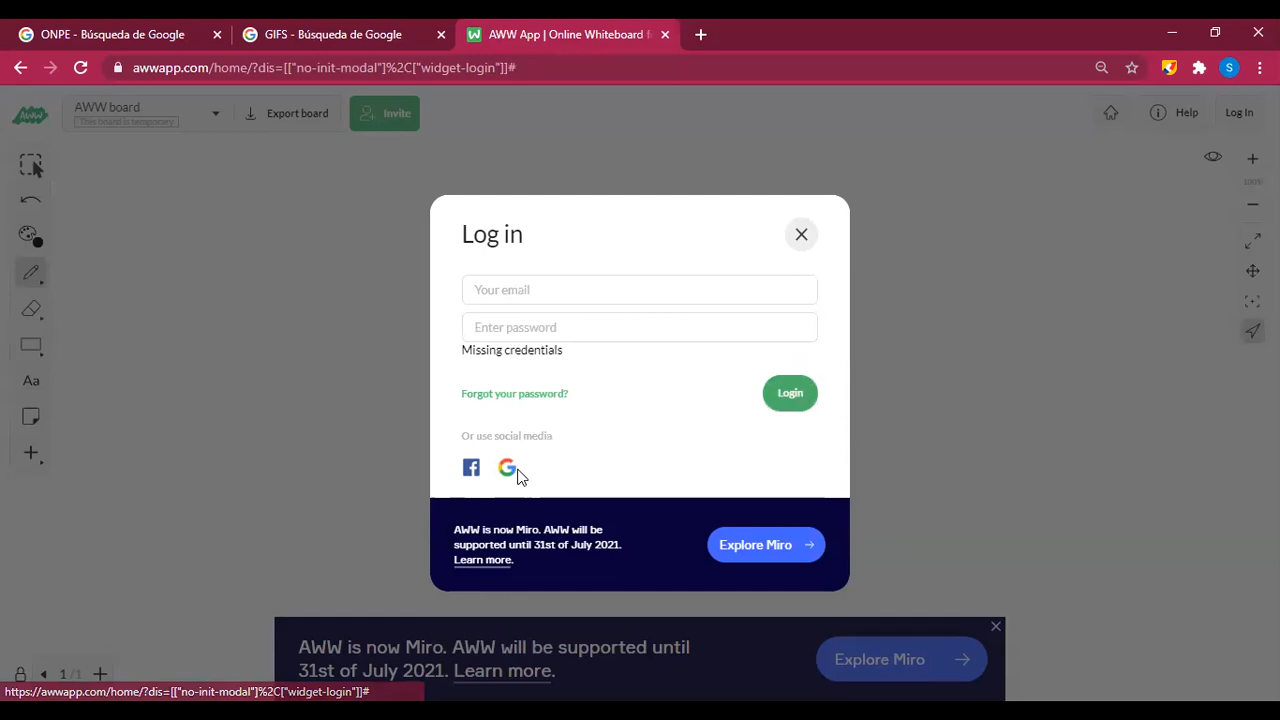 ONPE - Búsqueda de Google
GIFS - Búsqueda de Google
AWW App | Online Whiteboard f
awwapp.com/home/?dis=[["no-init-modal"]%2C["widget-login"]]#
S
AWW
AWW board
This board is temporary
Export board
Invite
Help
Log In
100%
Log in
Your email
Enter password
Missing credentials
Forgot your password?
Login
Or use social media
AWW is now Miro. AWW will be
supported until 31st of July 2021.
Learn more.
Explore Miro
Aa
AWW is now Miro. AWW will be supported until
31st of July 2021. Learn more.
Explore Miro
1/1
https://awwapp.com/home/?dis=[["no-init-modal"]%2C["widget-login"]]#